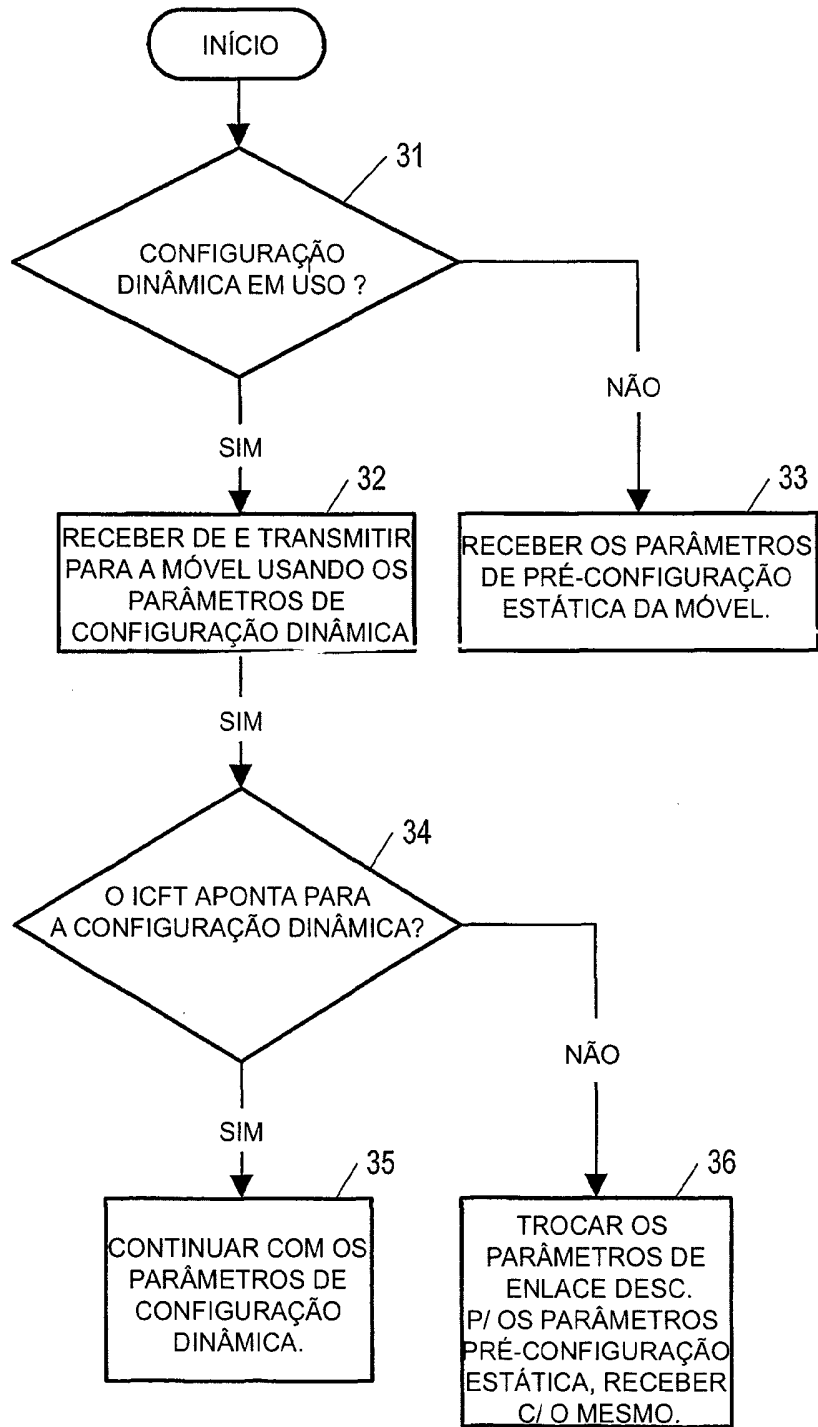 INÍCIO
31
CONFIGURAÇÃO
DINÂMICA EM USO ?
NÃO
SIM
32
33
RECEBER DE E TRANSMITIR
PARA A MÓVEL USANDO OS
PARÂMETROS DE
CONFIGURAÇÃO DINÂMICA
RECEBER OS PARÂMETROS
DE PRÉ-CONFIGURAÇÃO
ESTÁTICA DA MÓVEL.
SIM
34
O ICFT APONTA PARA
A CONFIGURAÇÃO DINÂMICA?
NÃO
SIM
35
36
CONTINUAR COM OS
PARÂMETROS DE
CONFIGURAÇÃO
DINÂMICA.
TROCAR OS
PARÂMETROS DE
ENLACE DESC.
P/ OS PARÂMETROS
PRÉ-CONFIGURAÇÃO
ESTÁTICA, RECEBER
C/ O MESMO.